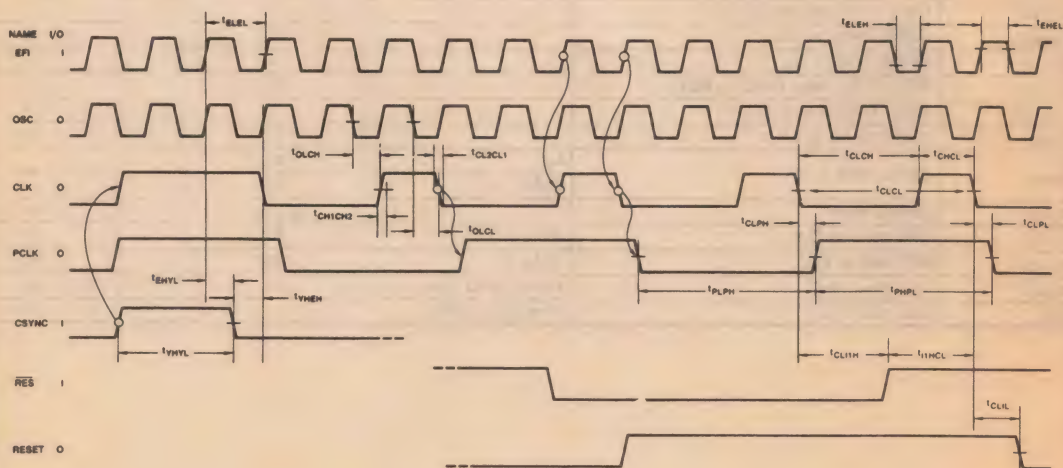 NAME I/O
tELEL
tELEH
tEHEL
EFI I
OSC O
tOLCH
tCL2CL1
tCLCH
tCHCL
CLK O
tCLCL
tCH1CH2
tOLCL
tCLPH
tCLPL
PCLK O
tEHYL
tYHEH
tPLPH
tPHPL
CSYNC I
tYHYL
tCLI1H
tI1HCL
RES I
tCLIL
RESET O